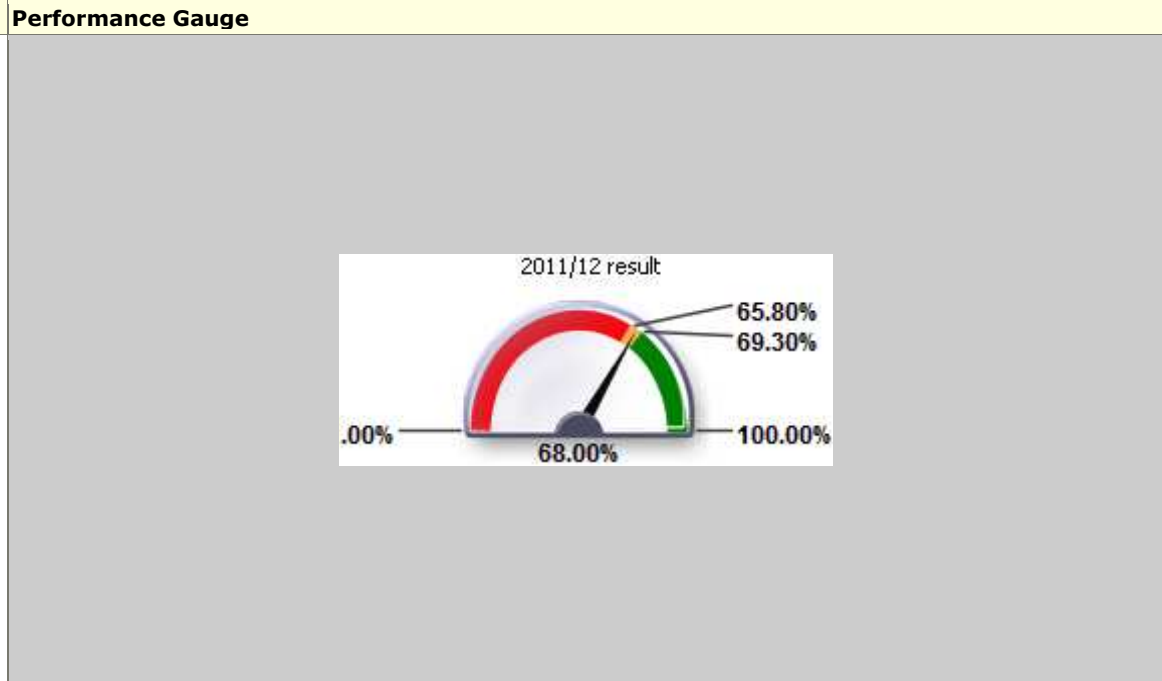 Performance Gauge
2011/12 result
65.80%
69.30%
.00%
100.00%
68.00%